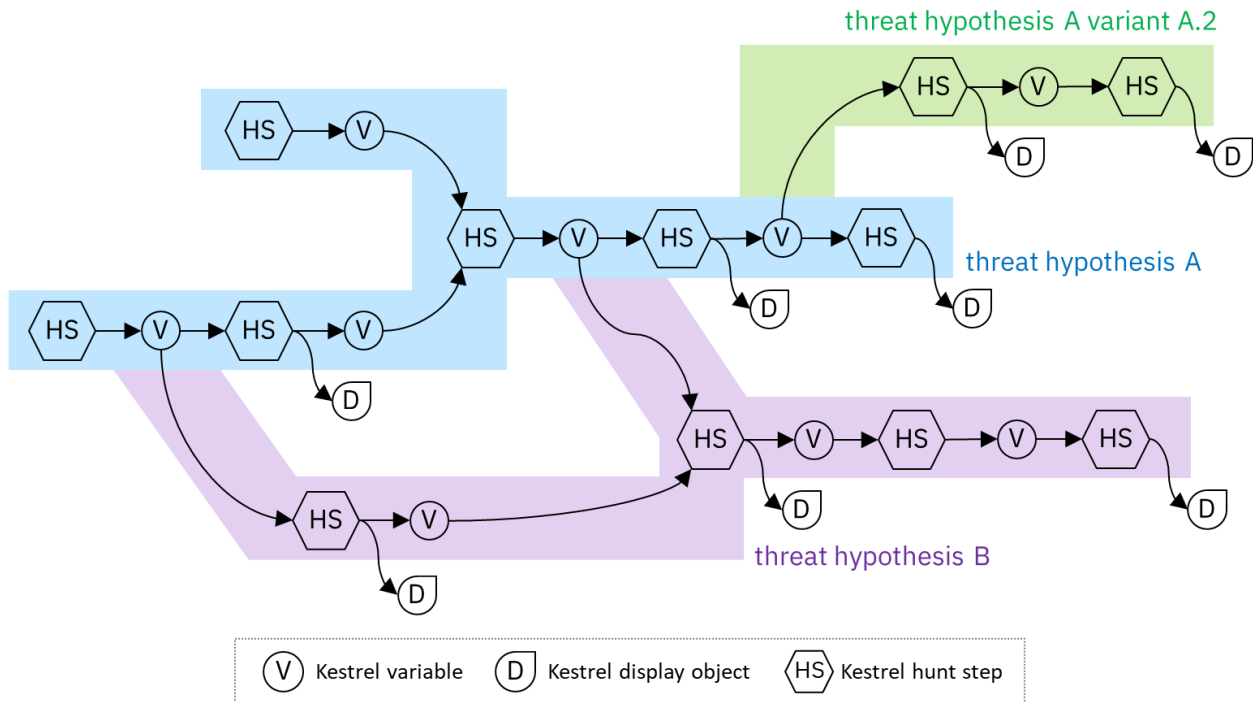 threat hypothesis A variant A.2
HS V HS
D D
HS V
HS V HS V HS
threat hypothesis A
D D
HS V HS V
D
HS V HS V HS
D D
HS V
threat hypothesis B
D
V Kestrel variable D Kestrel display object HS Kestrel hunt step